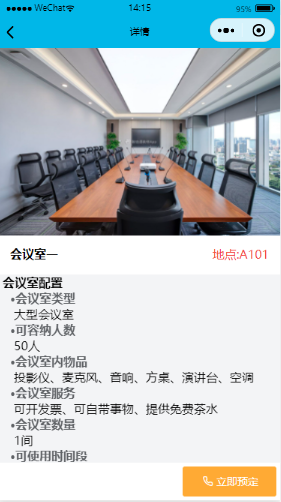 WeChat 14:15 95%
详情
会议室一 地点:A101
会议室配置
•会议室类型
大型会议室
•可容纳人数
50人
•会议室内物品
投影仪、麦克风、音响、方桌、演讲台、空调
•会议室服务
可开发票、可自带事物、提供免费茶水
•会议室数量
1间
•可使用时间段
立即预定